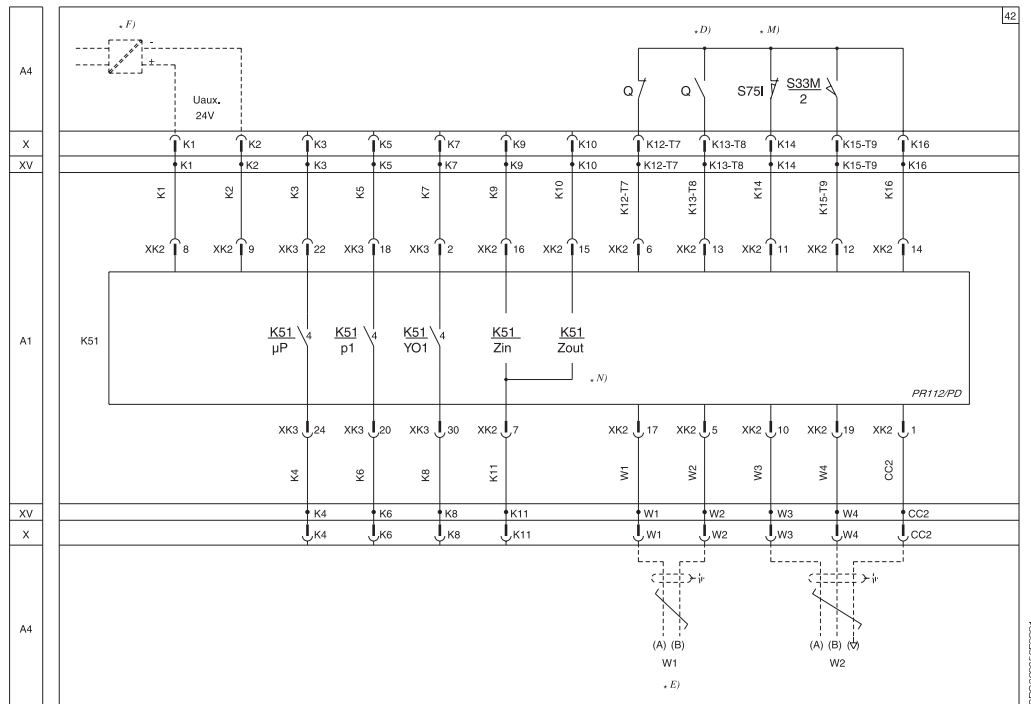 42
* F)
* D)
* M)
A4
-
+
Uaux.
24V
Q
Q
S75I
S33M
2
X
K1
K2
K3
K5
K7
K9
K10
K12-T7
K13-T8
K14
K15-T9
K16
XV
K1
K2
K3
K5
K7
K9
K10
K12-T7
K13-T8
K14
K15-T9
K16
K1
K2
K3
K5
K7
K9
K10
K12-T7
K13-T8
K14
K15-T9
K16
XK2 8
XK2 9
XK3 22
XK3 18
XK3 2
XK2 16
XK2 15
XK2 6
XK2 13
XK2 11
XK2 12
XK2 14
A1
K51
K51
µP
4
K51
p1
4
K51
YO1
4
K51
Zin
K51
Zout
* N)
PR112/PD
XK3 24
XK3 20
XK3 30
XK2 7
XK2 17
XK2 5
XK2 10
XK2 19
XK2 1
K4
K6
K8
K11
W1
W2
W3
W4
CC2
XV
K4
K6
K8
K11
W1
W2
W3
W4
CC2
X
K4
K6
K8
K11
W1
W2
W3
W4
CC2
A4
(A) (B)
W1
* E)
(A) (B)
W2